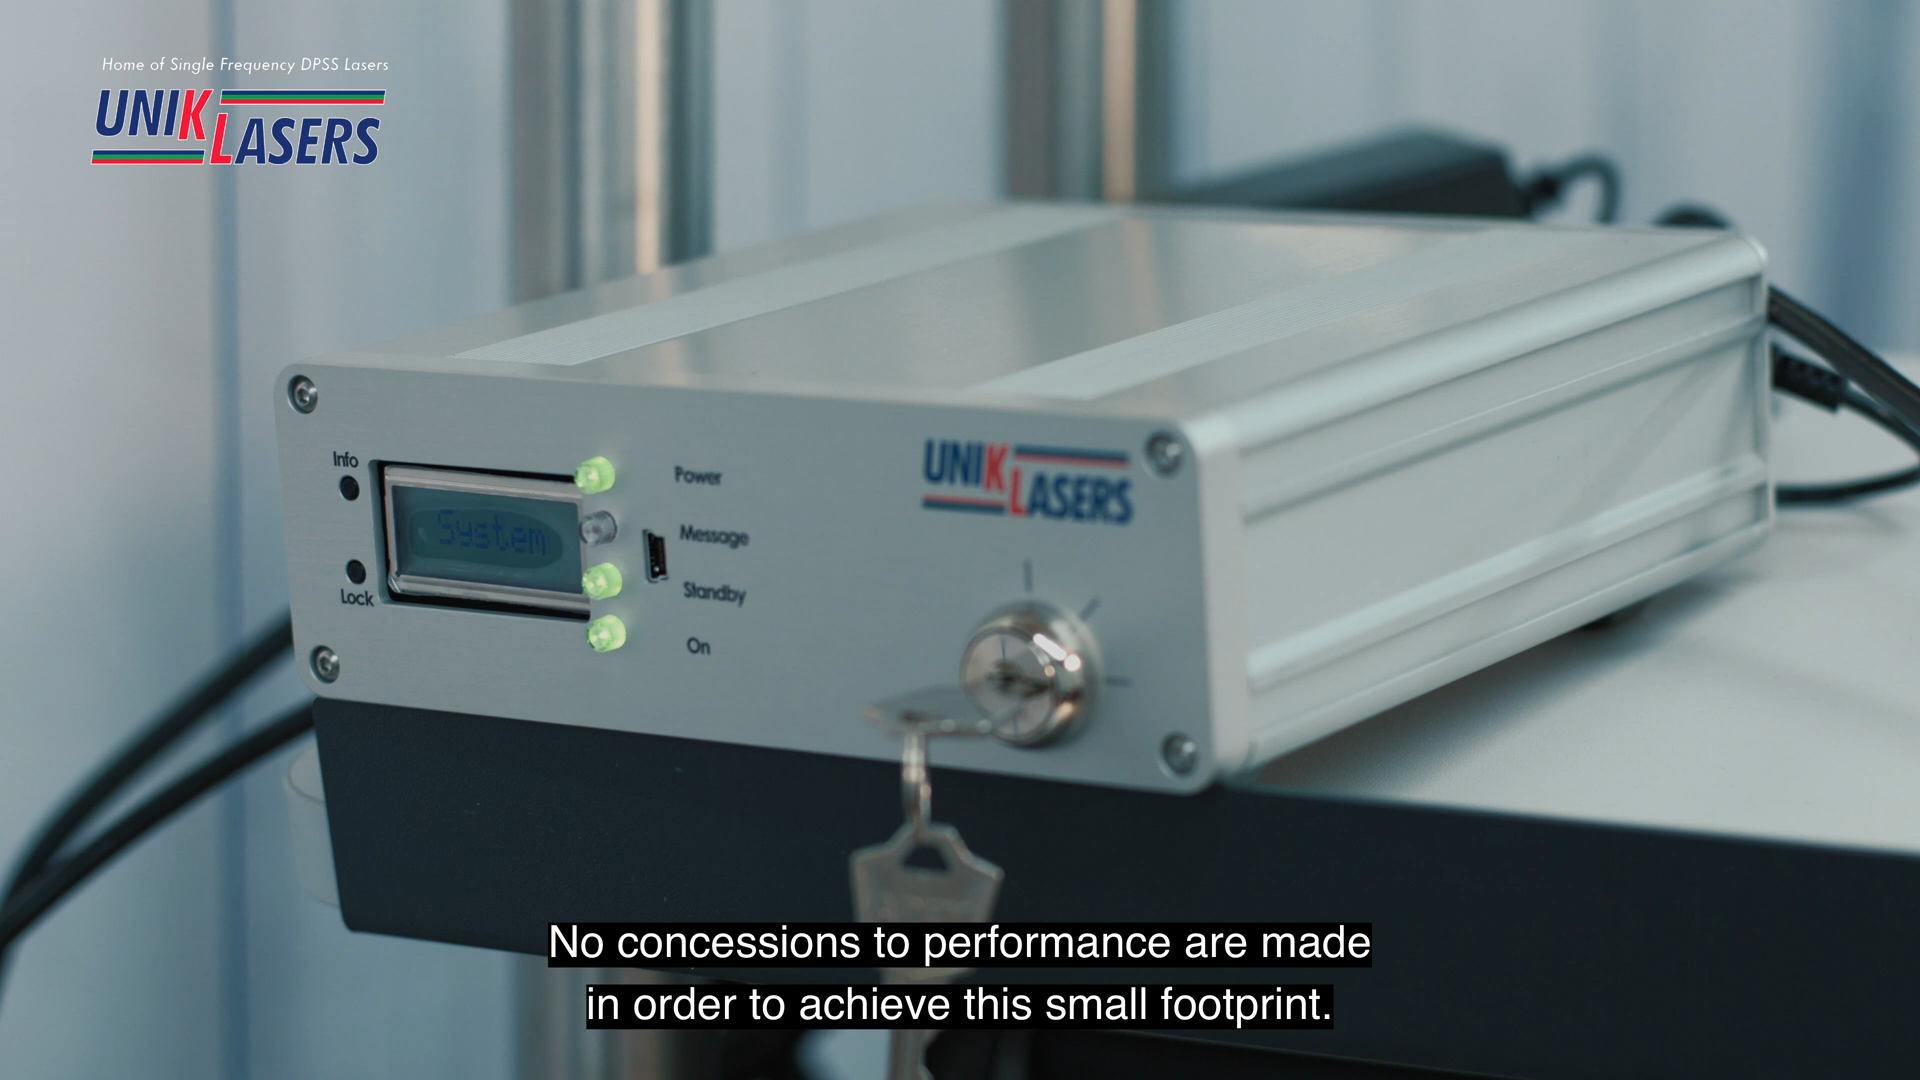 Home of Single Frequency DPSS Lasers
UNIK
LASERS
Info
Lock
System
Power
Message
Standby
On
UNIK
LASERS
No concessions to performance are made
in order to achieve this small footprint.